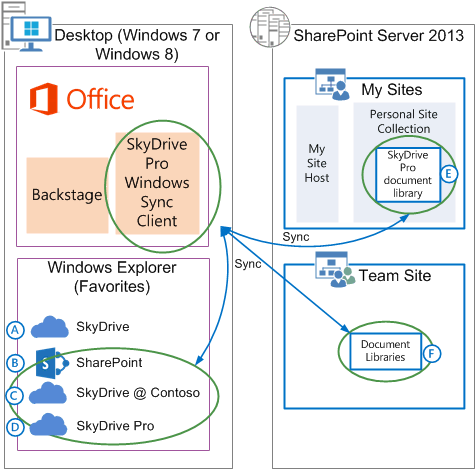 Desktop (Windows 7 or
Windows 8)
Office
Backstage
SkyDrive
Pro
Windows
Sync
Client
Windows Explorer
(Favorites)
A
SkyDrive
B
S
SharePoint
C
SkyDrive @ Contoso
D
SkyDrive Pro
Sync
Sync
SharePoint Server 2013
My Sites
My
Site
Host
Personal Site
Collection
SkyDrive
Pro
document
library
E
Team Site
Document
Libraries
F